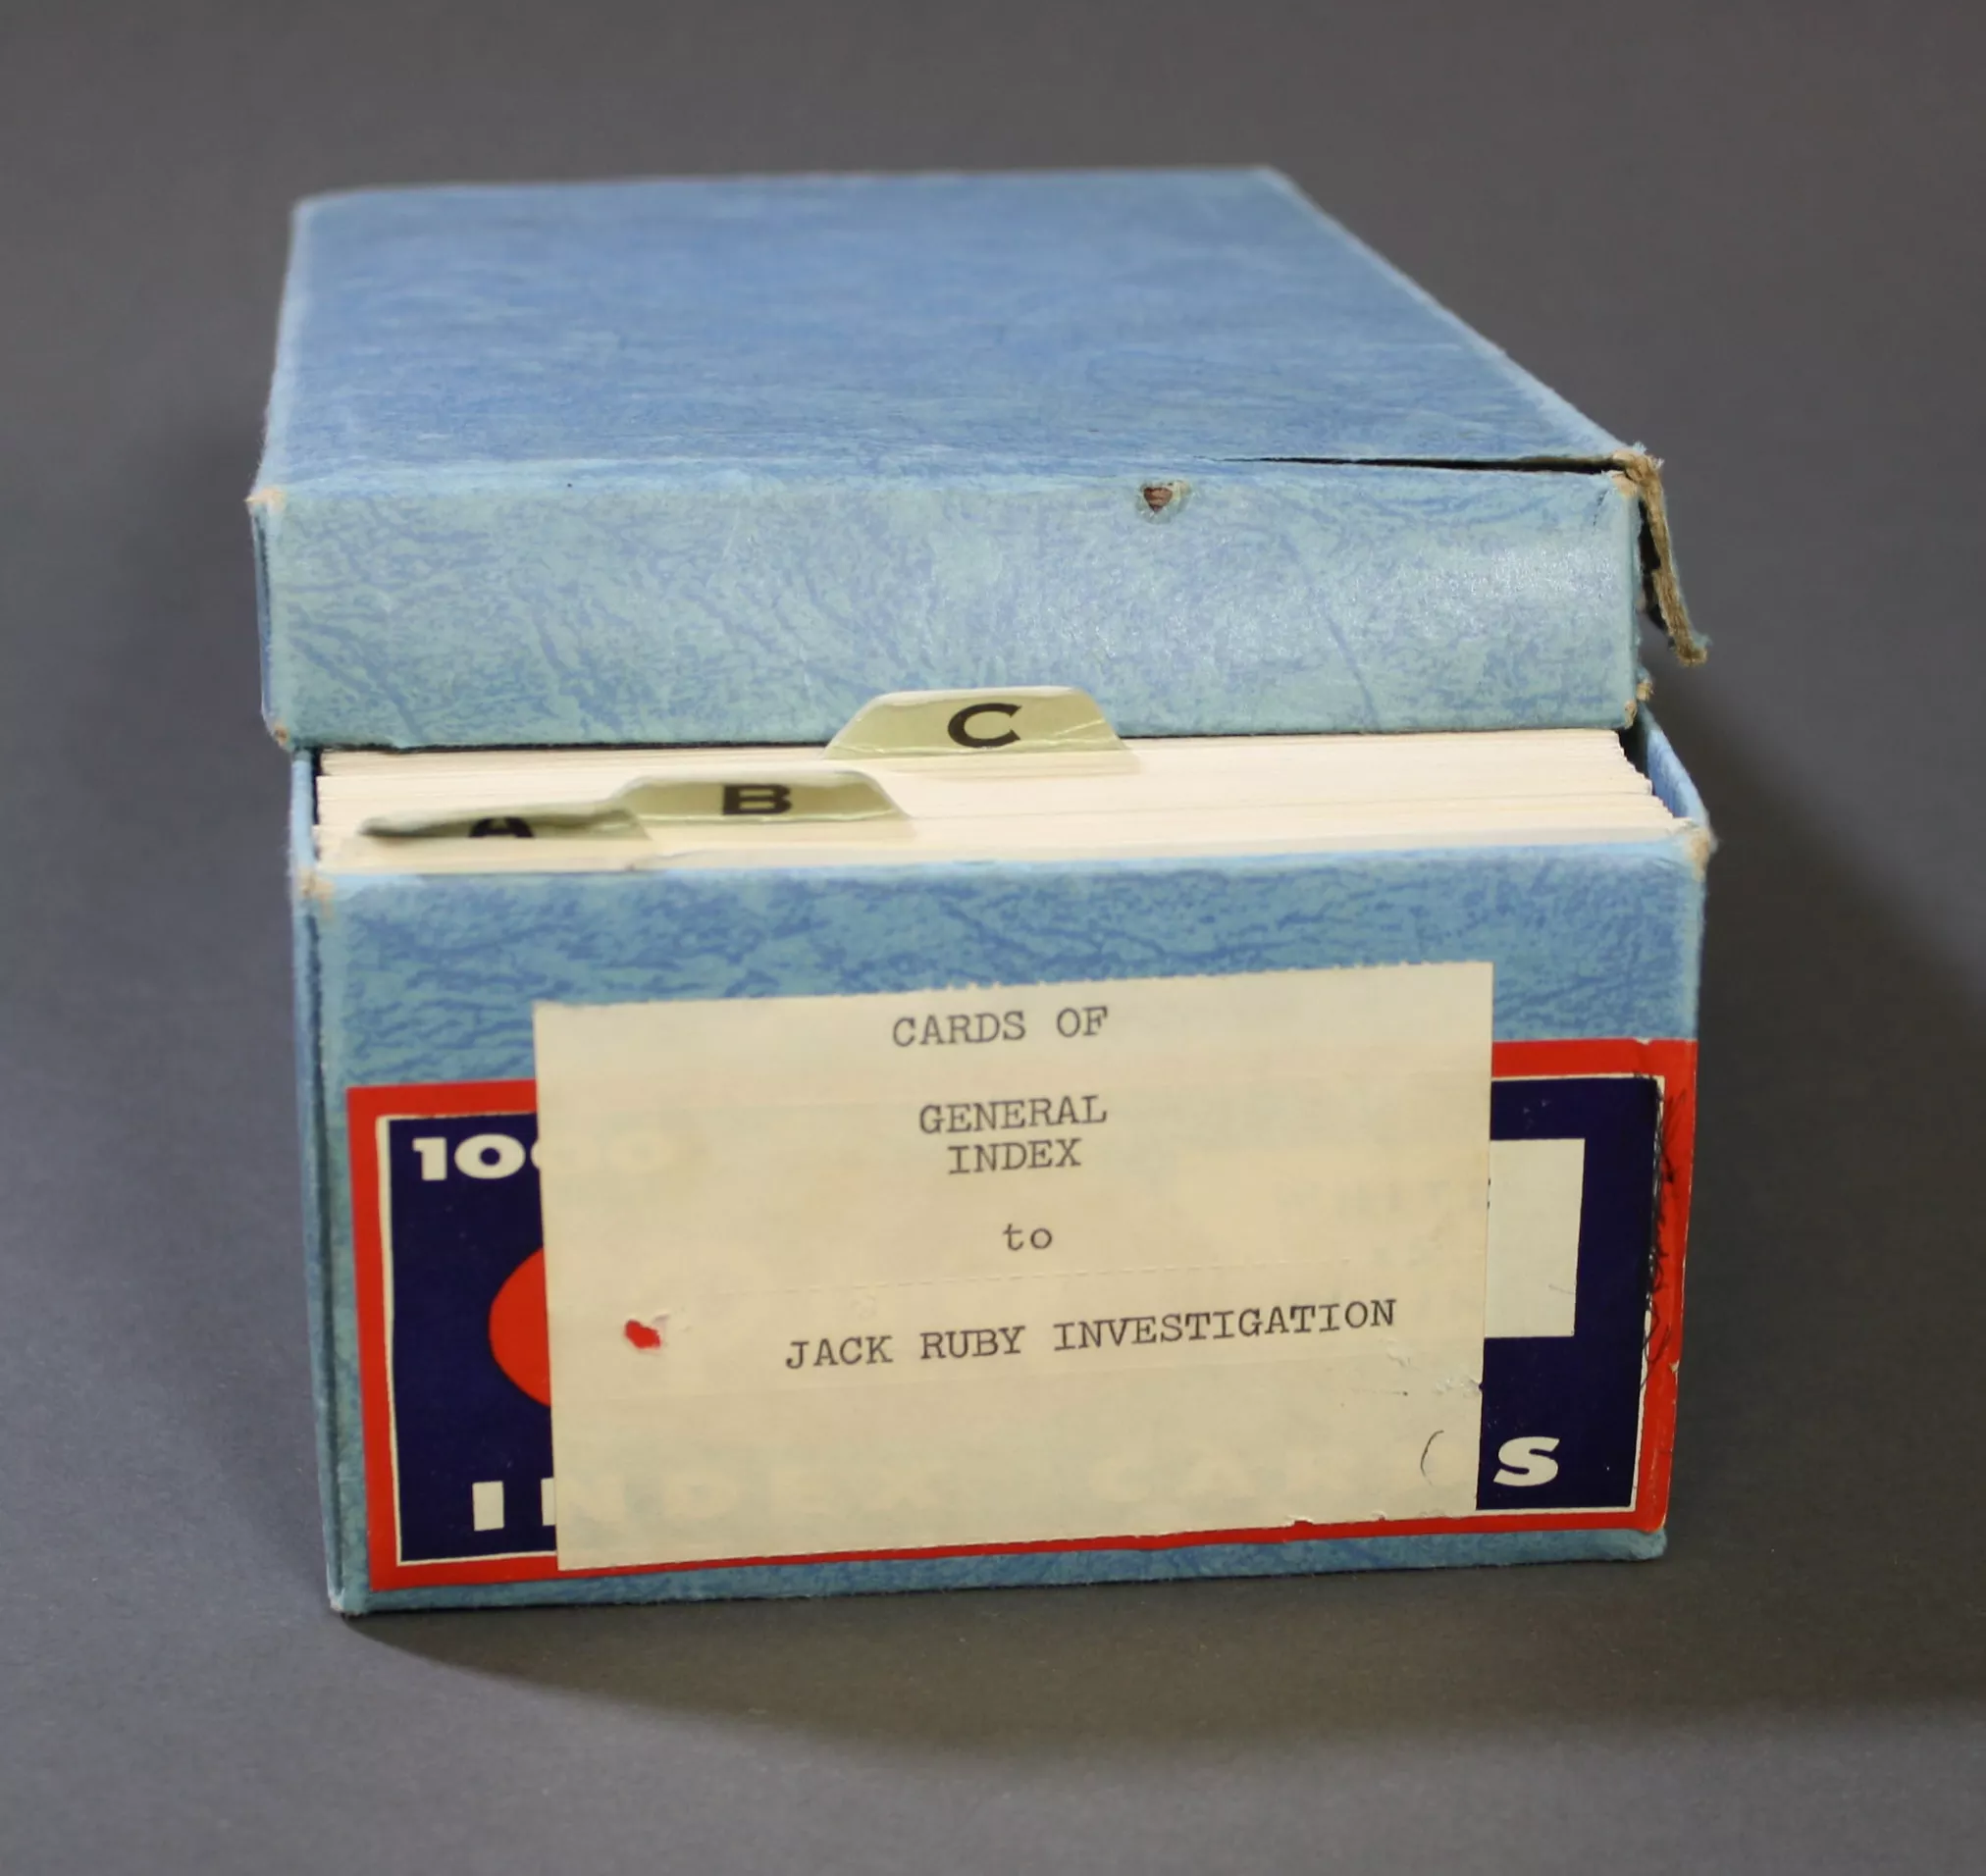 C
B
A
CARDS OF
GENERAL
INDEX
to
JACK RUBY INVESTIGATION